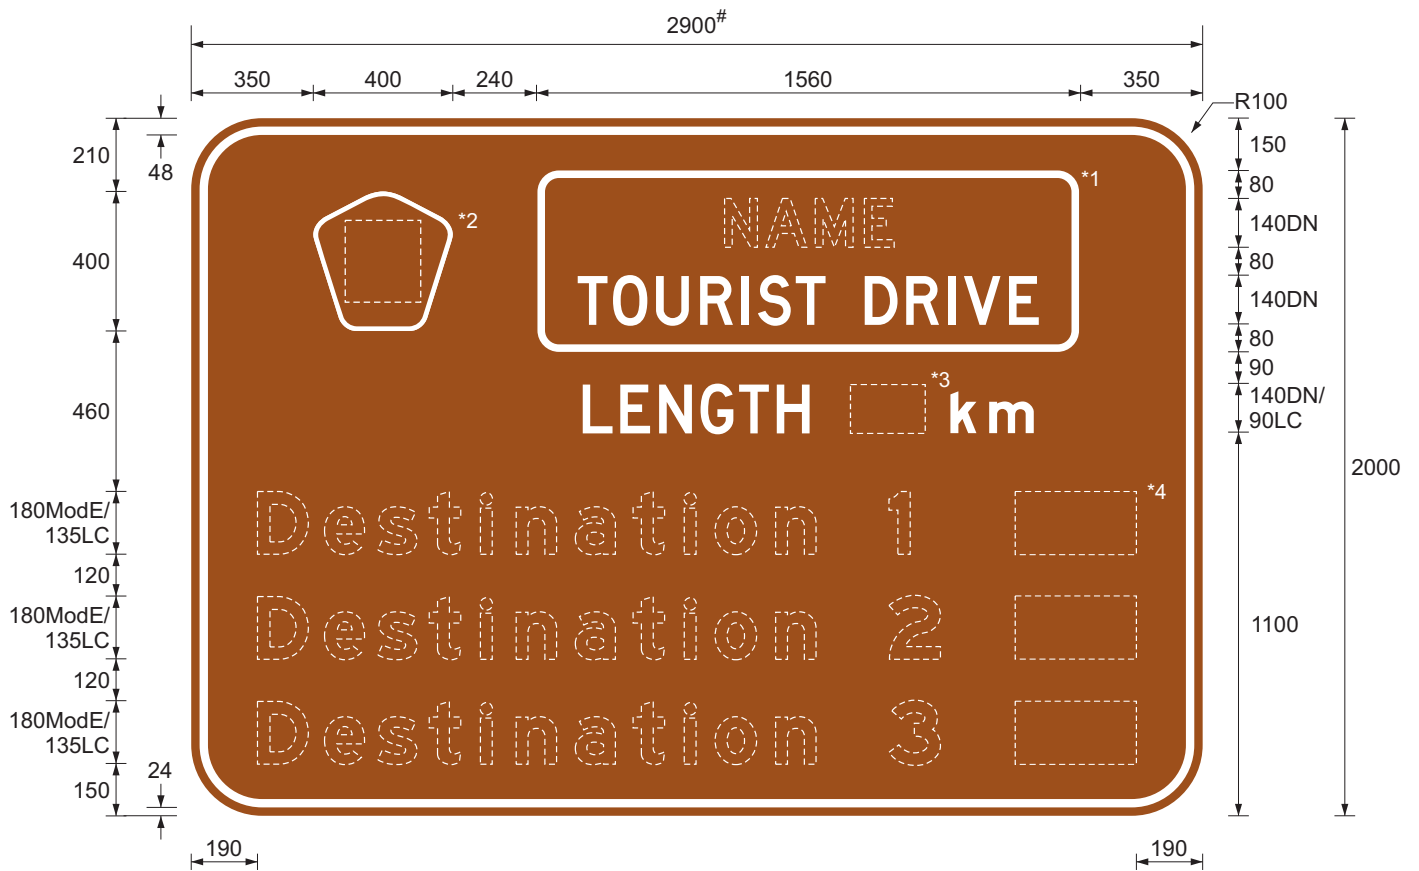 2900#
350 400 240 1560 350
R100
210
48
150
80
*1
*2
NAME
140DN
400
80
TOURIST DRIVE
140DN
80
90
LENGTH *3 km
140DN/
90LC
460
2000
180ModE/
135LC
Destination 1 *4
120
180ModE/
135LC
Destination 2
1100
120
180ModE/
135LC
Destination 3
24
150
190 190